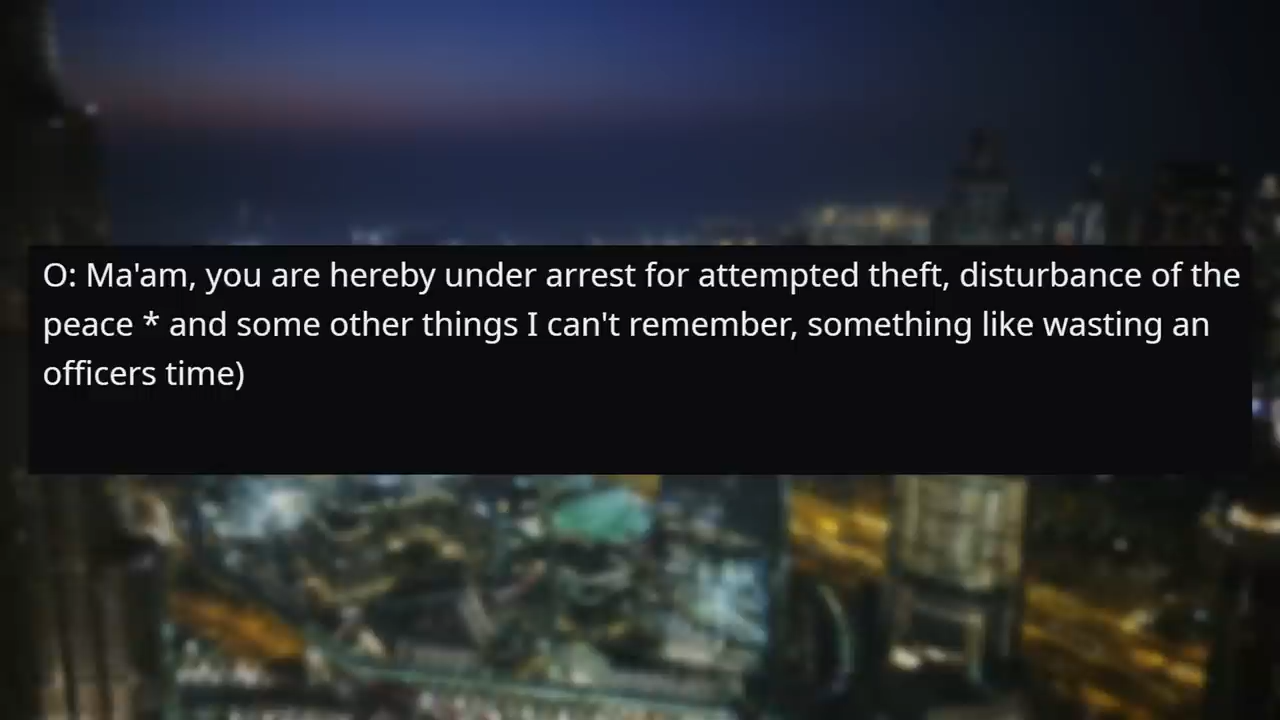 O: Ma'am, you are hereby under arrest for attempted theft, disturbance of the
peace * and some other things I can't remember, something like wasting an
officers time)